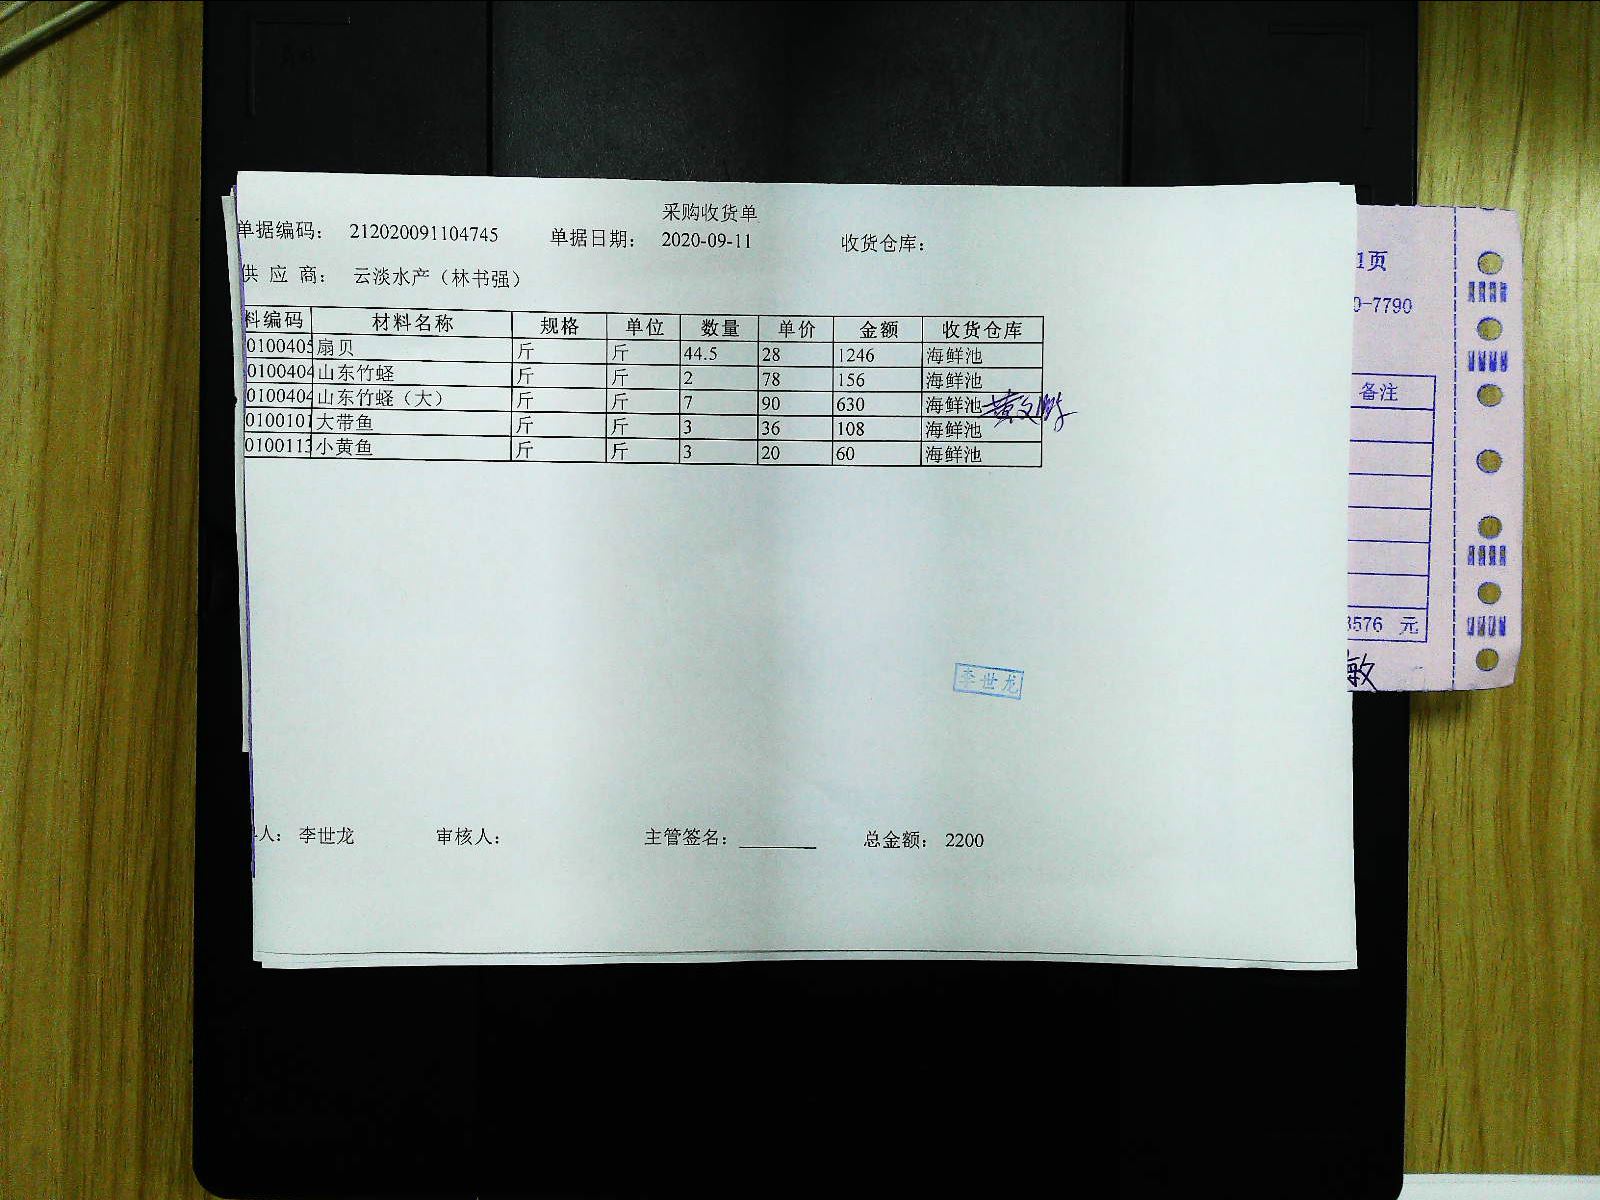 采购收货单
单据编码： 212020091104745 单据日期： 2020-09-11 收货仓库：
供 应 商： 云淡水产（林书强）
料编码 材料名称 规格 单位 数量 单价 金额 收货仓库
0100405 扇贝 斤 斤 44.5 28 1246 海鲜池
0100404 山东竹蛏 斤 斤 2 78 156 海鲜池
0100404 山东竹蛏（大） 斤 斤 7 90 630 海鲜池
0100101 大带鱼 斤 斤 3 36 108 海鲜池
0100113 小黄鱼 斤 斤 3 20 60 海鲜池
李世龙
人： 李世龙 审核人： 主管签名： 总金额： 2200
1页
0-7790
备注
3576 元
敏